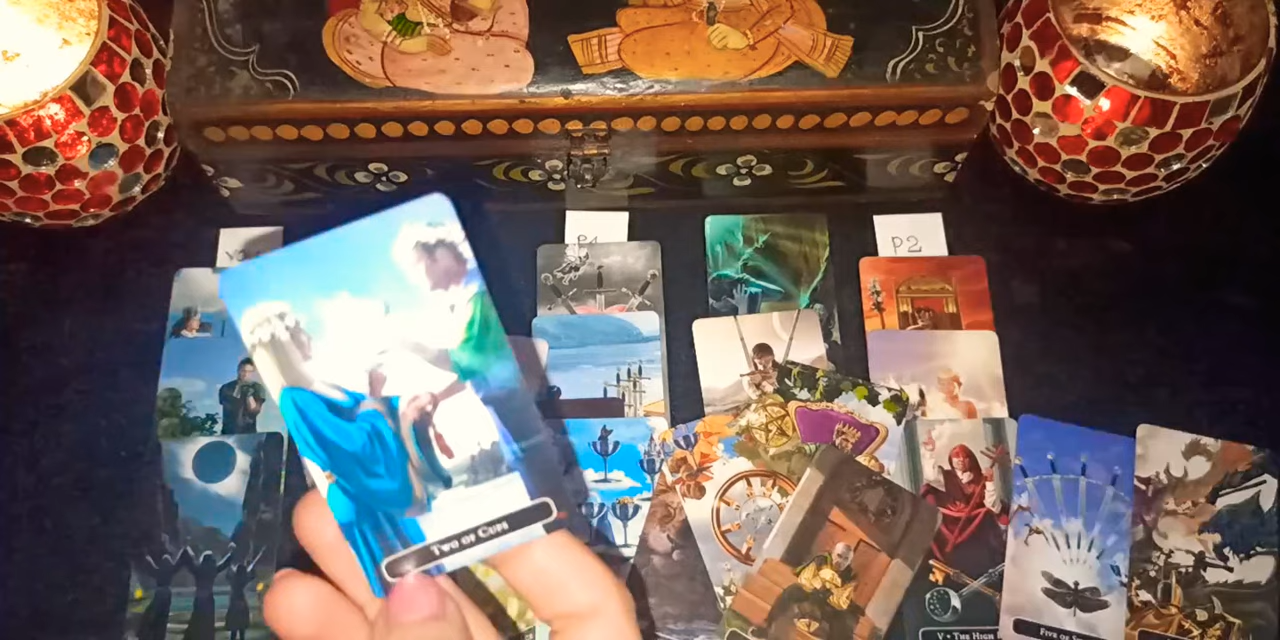 P1
P2
Two of Cups
V • The High
Five of